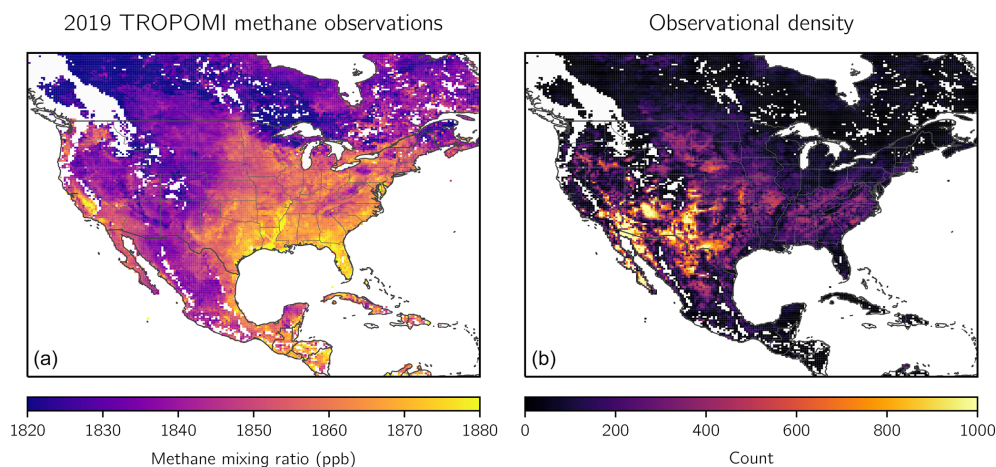 2019 TROPOMI methane observations
Observational density
(a)
(b)
1820 1830 1840 1850 1860 1870 1880
0 200 400 600 800 1000
Methane mixing ratio (ppb)
Count